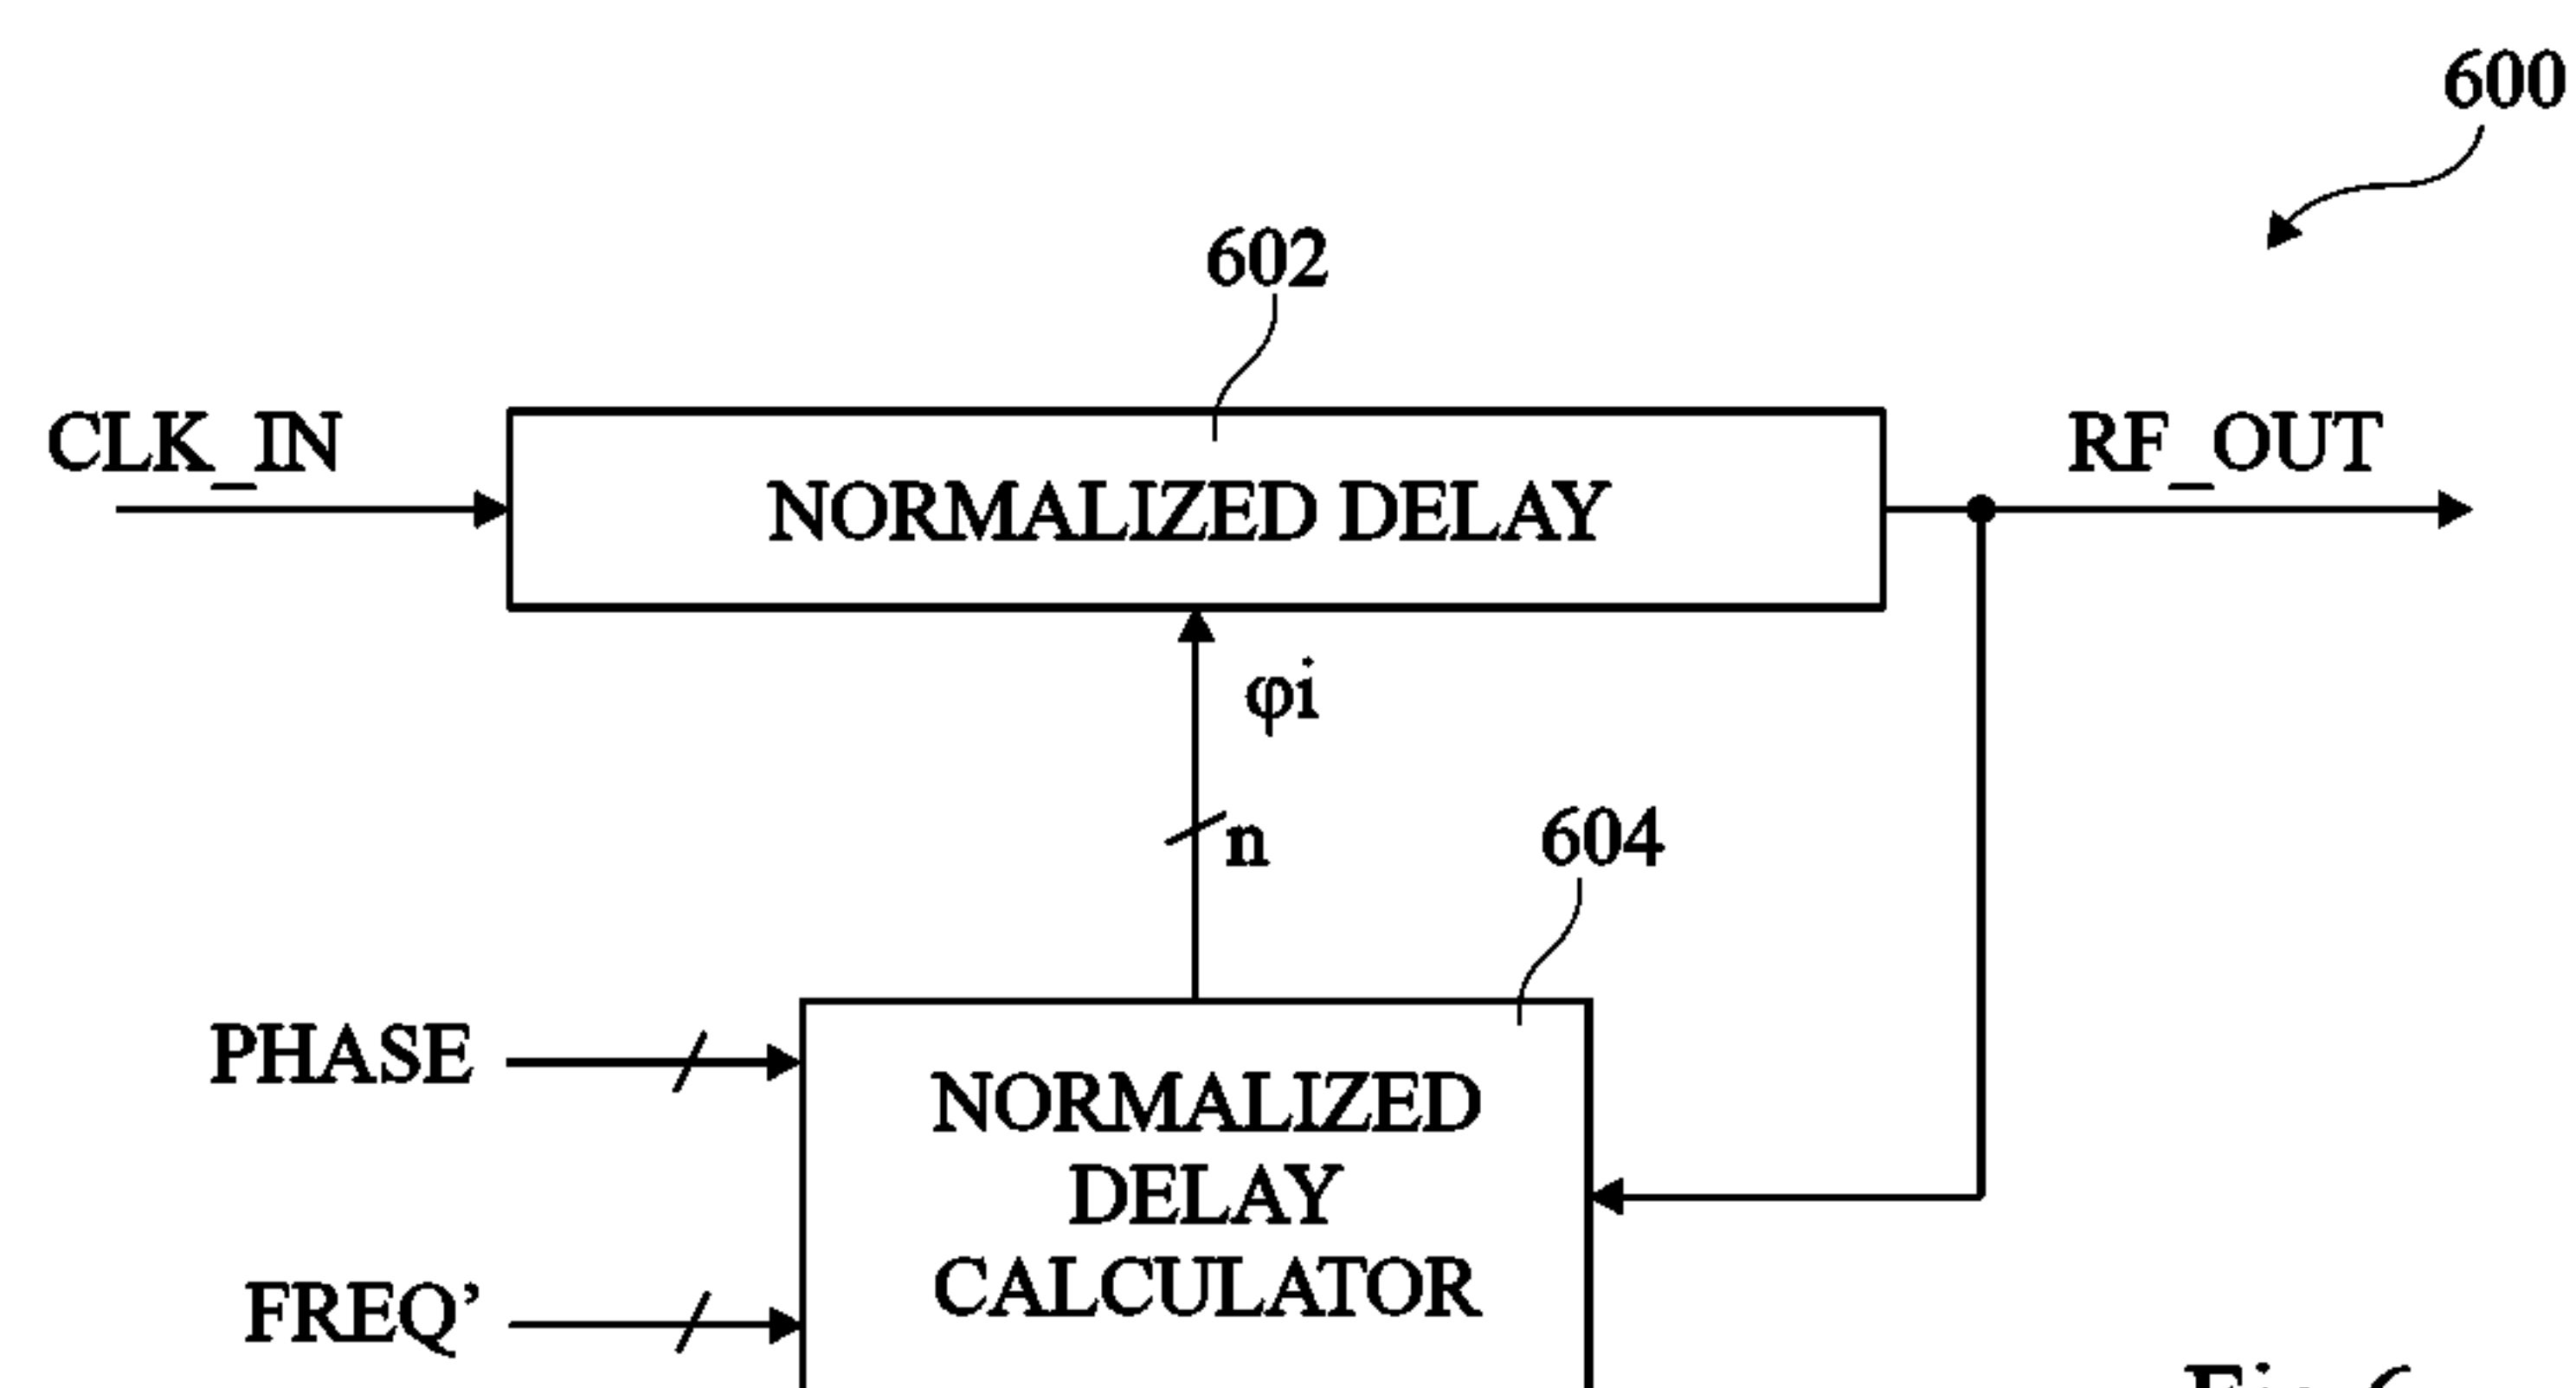 600
602
CLK_IN
NORMALIZED DELAY
RF_OUT
φi
n
604
PHASE
NORMALIZED
DELAY
CALCULATOR
FREQ’